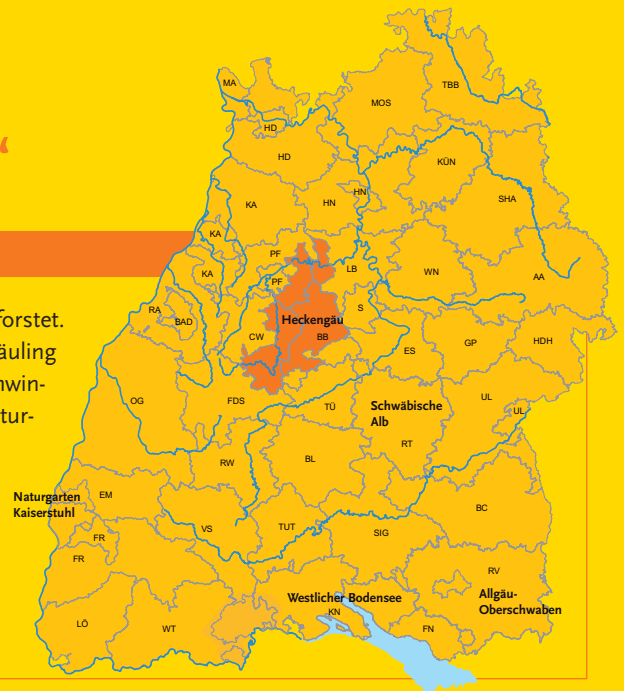 “
forstet.
äuling
nwin-
tur-
MA
TBB
MOS
HD
HD
KÜN
HN
HN
KA
SHA
KA
PF
LB
WN
KA
PF
AA
RA
BAD
S
Heckengäu
CW
BB
ES
GP
HDH
OG
FDS
TÜ
Schwäbische
Alb
UL
UL
RT
RW
BL
Naturgarten
Kaiserstuhl
EM
BC
VS
TUT
SIG
FR
FR
RV
Westlicher Bodensee
Allgäu-
Oberschwaben
KN
LÖ
WT
FN